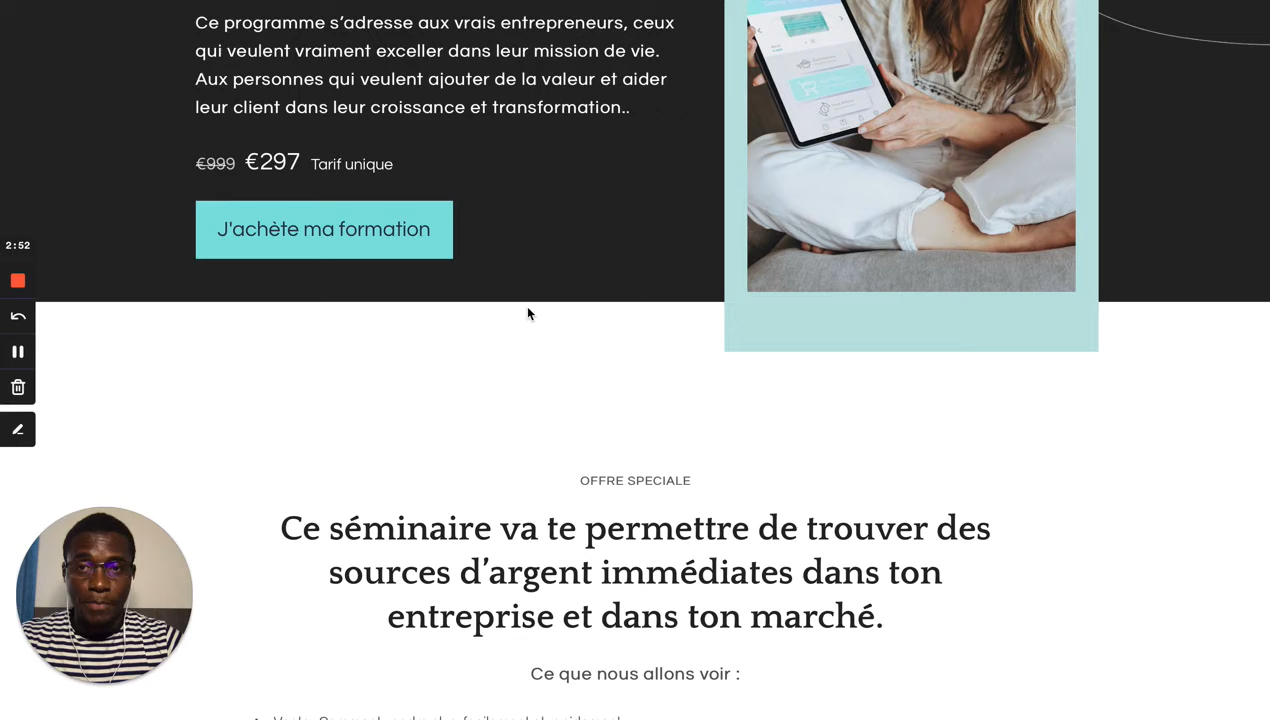 Ce programme s’adresse aux vrais entrepreneurs, ceux
qui veulent vraiment exceller dans leur mission de vie.
Aux personnes qui veulent ajouter de la valeur et aider
leur client dans leur croissance et transformation..
€999 €297 Tarif unique
J'achète ma formation
2:52
OFFRE SPECIALE
Ce séminaire va te permettre de trouver des
sources d’argent immédiates dans ton
entreprise et dans ton marché.
Ce que nous allons voir :